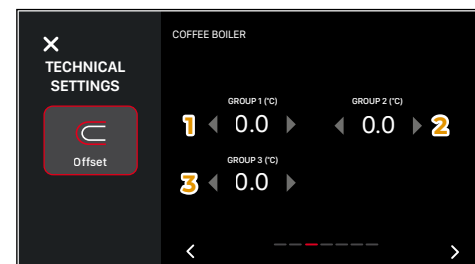 TECHNICAL
SETTINGS
Offset
COFFEE BOILER
GROUP 1 (°C)
1 0.0
GROUP 2 (°C)
0.0 2
GROUP 3 (°C)
3 0.0